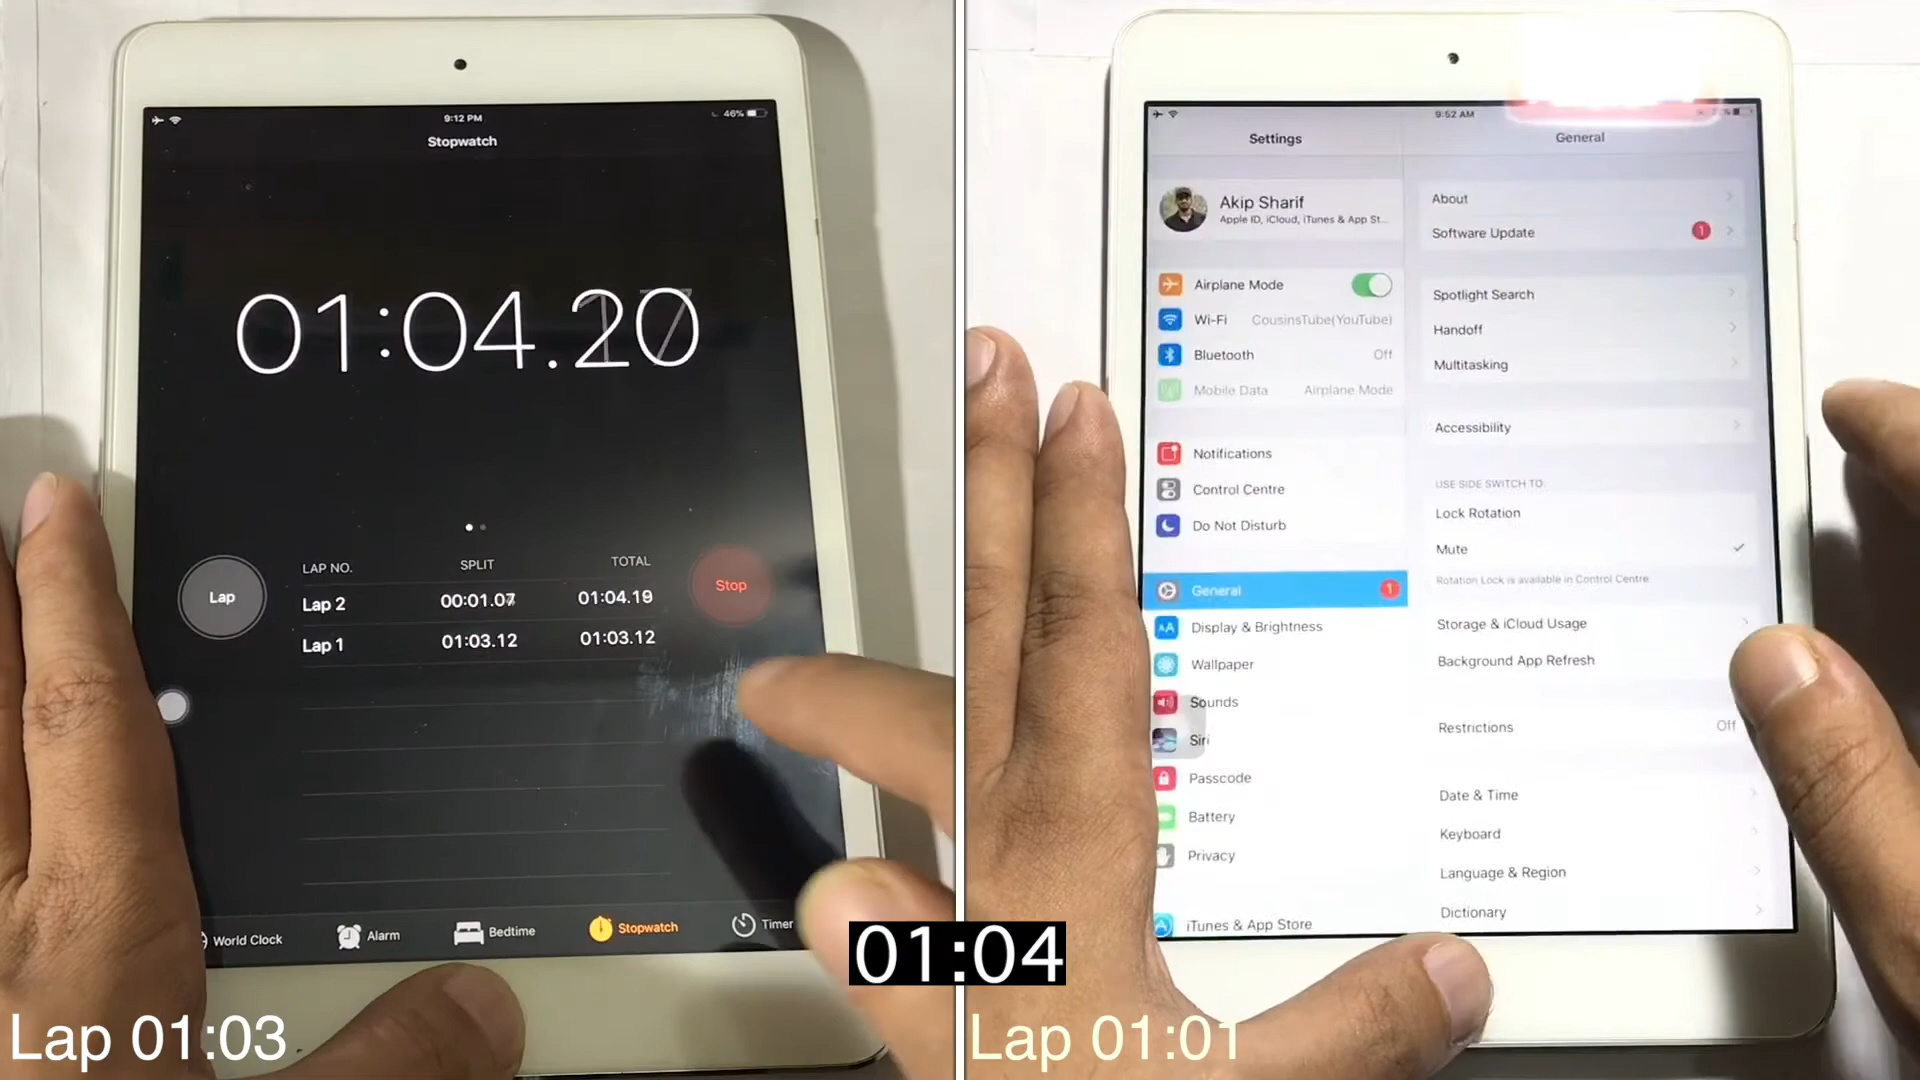 9:12 PM
46%
Stopwatch
01:04.20
LAP NO. SPLIT TOTAL
Lap 2 00:01.07 01:04.19
Lap 1 01:03.12 01:03.12
Lap
Stop
World Clock
Alarm
Bedtime
Stopwatch
Timer
Lap 01:03
01:04
9:52 AM
Settings
Akip Sharif
Apple ID, iCloud, iTunes & App St...
Airplane Mode
Wi-Fi CousinsTube(YouTube)
Bluetooth Off
Mobile Data Airplane Mode
Notifications
Control Centre
Do Not Disturb
General 1
Display & Brightness
Wallpaper
Sounds
Siri
Passcode
Battery
Privacy
iTunes & App Store
General
About
Software Update 1
Spotlight Search
Handoff
Multitasking
Accessibility
USE SIDE SWITCH TO:
Lock Rotation
Mute
Rotation Lock is available in Control Centre
Storage & iCloud Usage
Background App Refresh
Restrictions Off
Date & Time
Keyboard
Language & Region
Dictionary
Lap 01:01